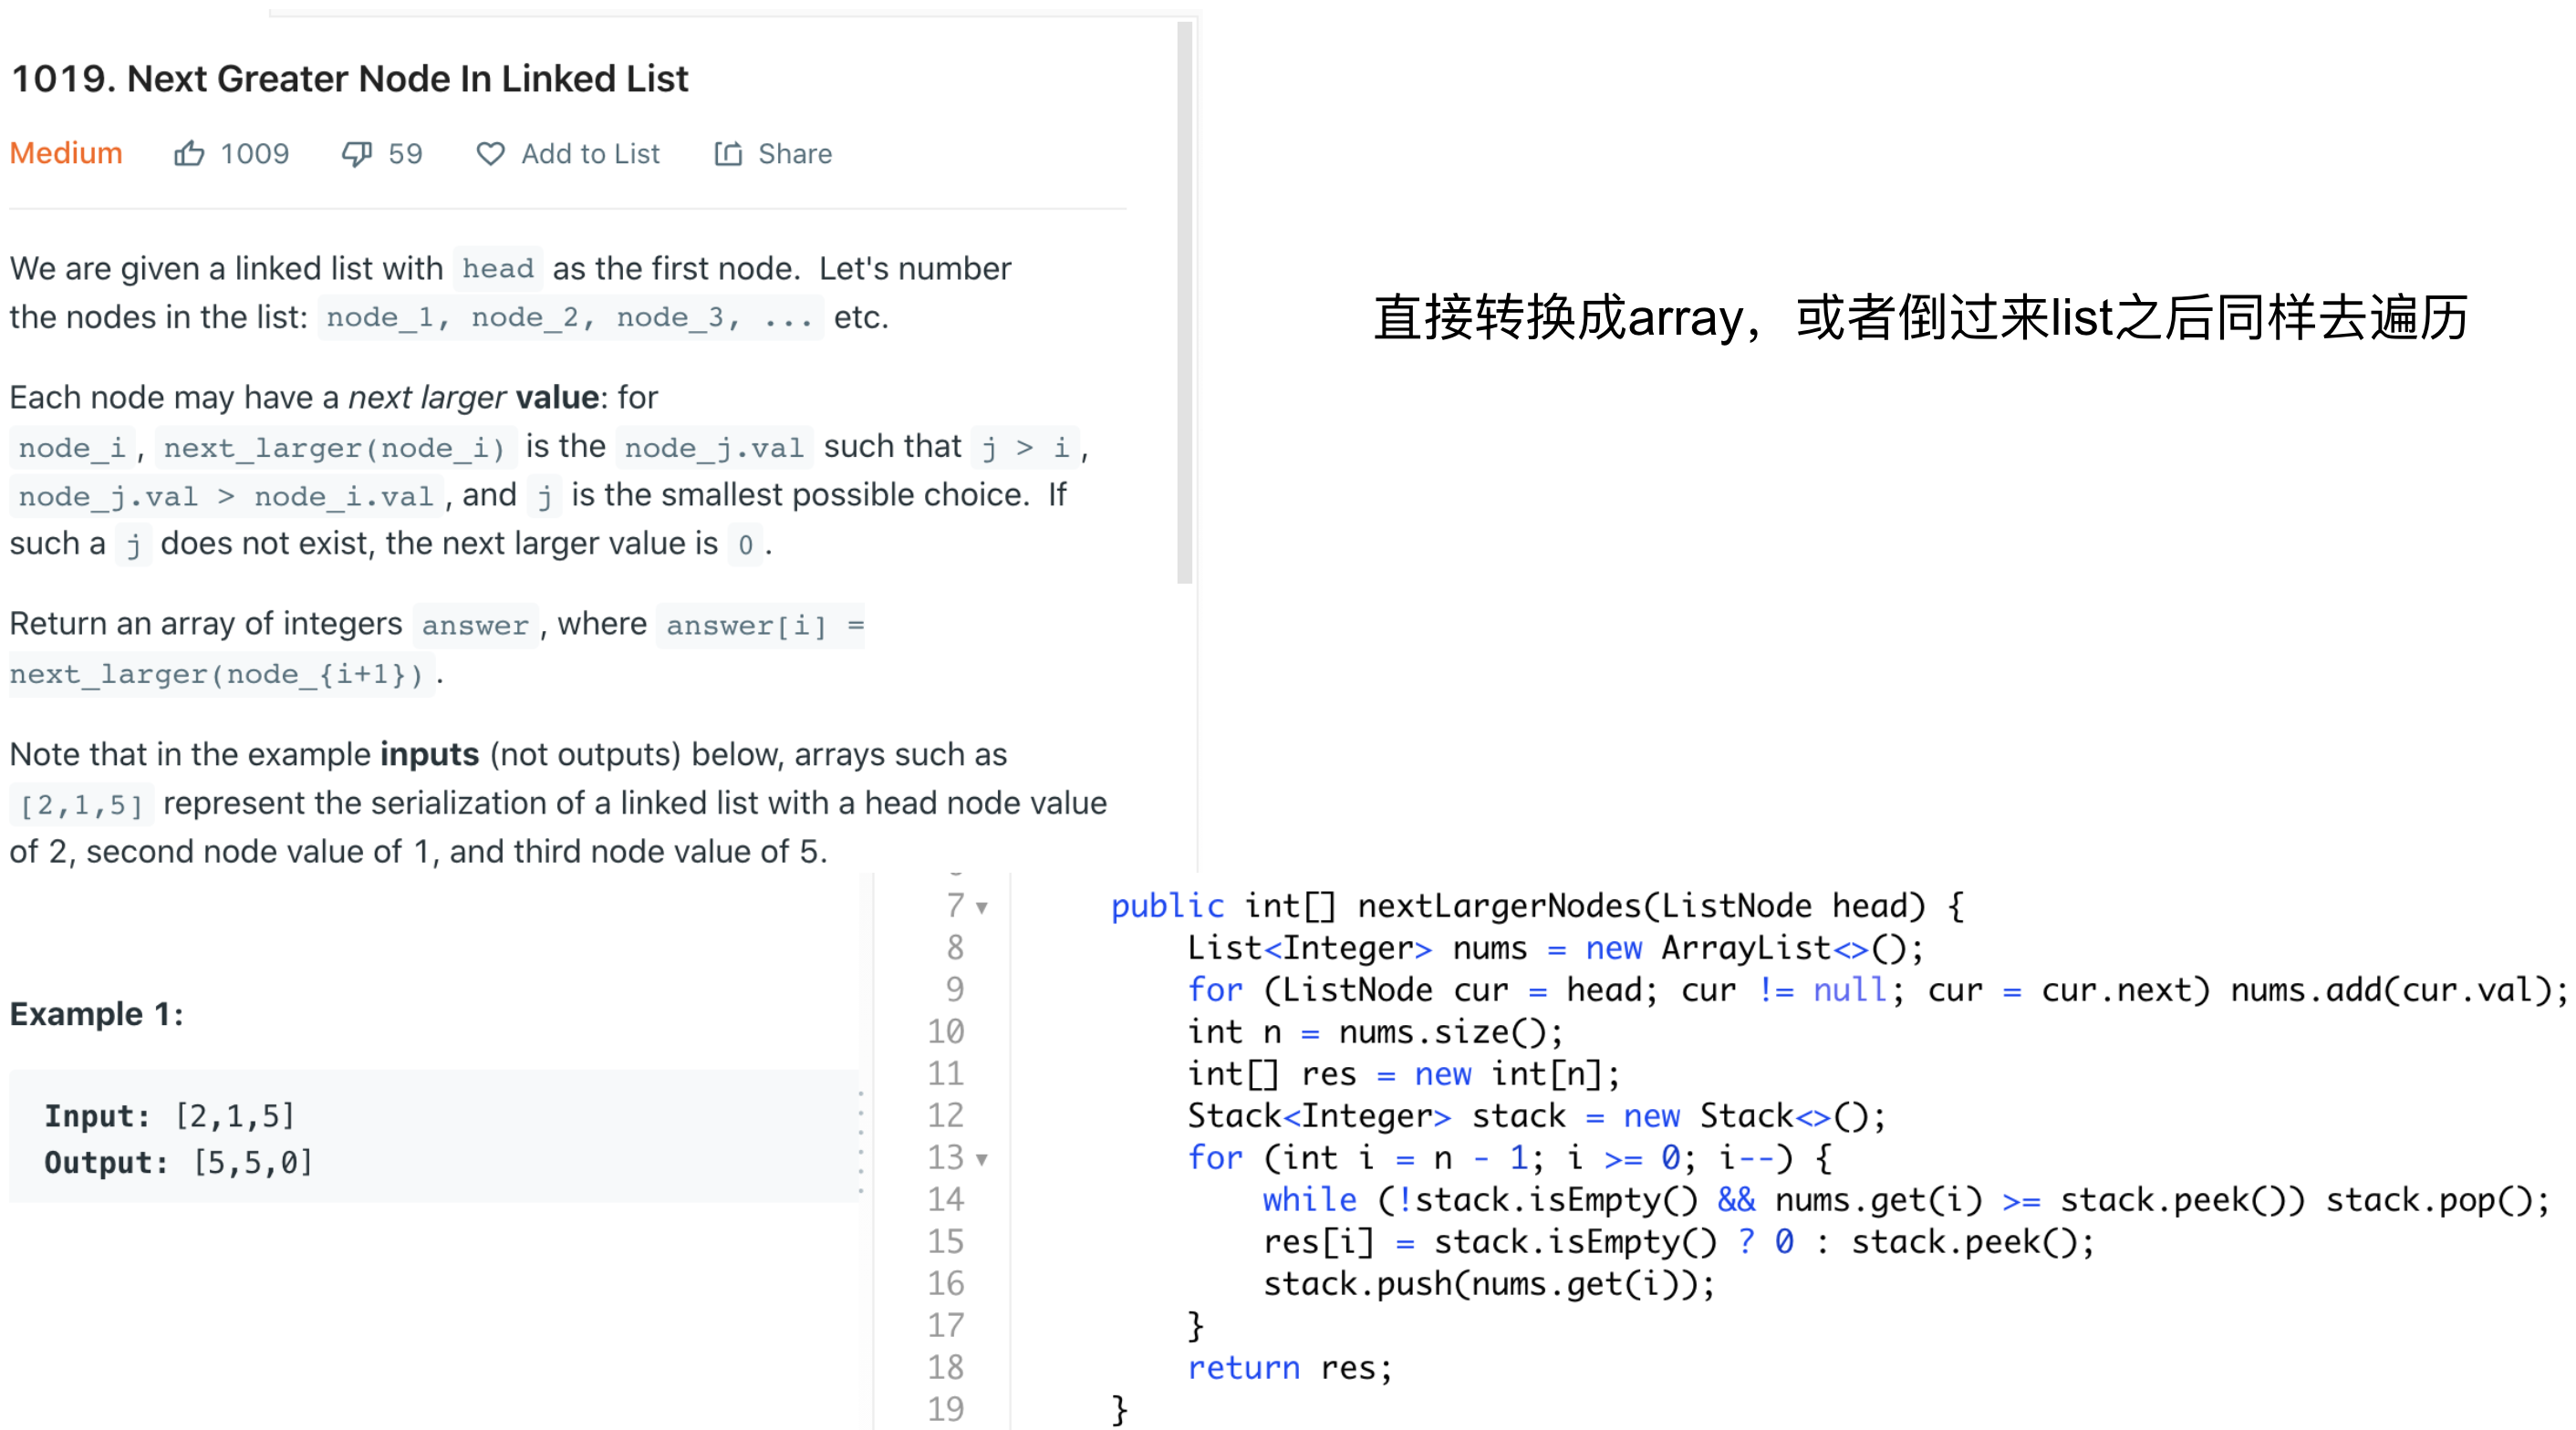 1019. Next Greater Node In Linked List
Medium 1009 59 Add to List Share
We are given a linked list with head as the first node. Let's number
the nodes in the list: node_1, node_2, node_3, ... etc.
Each node may have a next larger value: for
node_i, next_larger(node_i) is the node_j.val such that j > i,
node_j.val > node_i.val, and j is the smallest possible choice. If
such a j does not exist, the next larger value is 0.
Return an array of integers answer, where answer[i] =
next_larger(node_{i+1}).
Note that in the example inputs (not outputs) below, arrays such as
[2,1,5] represent the serialization of a linked list with a head node value
of 2, second node value of 1, and third node value of 5.
Example 1:
Input: [2,1,5]
Output: [5,5,0]
直接转换成array，或者倒过来list之后同样去遍历
7 public int[] nextLargerNodes(ListNode head) {
8 List<Integer> nums = new ArrayList<>();
9 for (ListNode cur = head; cur != null; cur = cur.next) nums.add(cur.val);
10 int n = nums.size();
11 int[] res = new int[n];
12 Stack<Integer> stack = new Stack<>();
13 for (int i = n - 1; i >= 0; i--) {
14 while (!stack.isEmpty() && nums.get(i) >= stack.peek()) stack.pop();
15 res[i] = stack.isEmpty() ? 0 : stack.peek();
16 stack.push(nums.get(i));
17 }
18 return res;
19 }